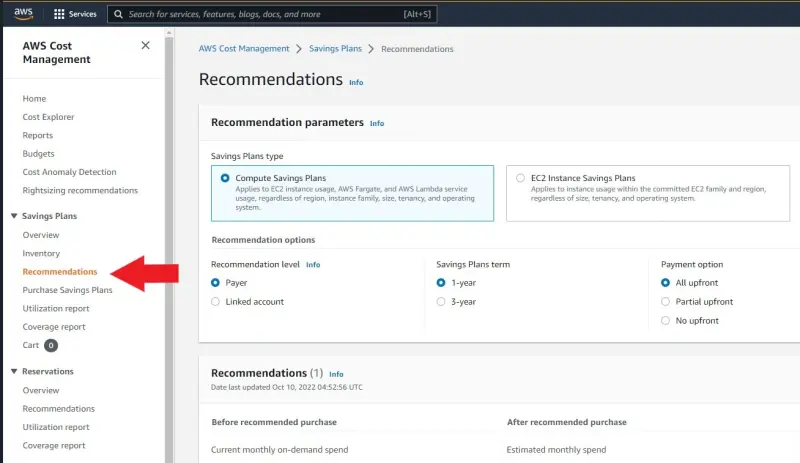 aws
Services
Search for services, features, blogs, docs, and more
[Alt+S]
AWS Cost
Management
Home
Cost Explorer
Reports
Budgets
Cost Anomaly Detection
Rightsizing recommendations
Savings Plans
Overview
Inventory
Recommendations
Purchase Savings Plans
Utilization report
Coverage report
Cart 0
Reservations
Overview
Recommendations
Utilization report
Coverage report
AWS Cost Management > Savings Plans > Recommendations
Recommendations Info
Recommendation parameters Info
Savings Plans type
Compute Savings Plans
Applies to EC2 instance usage, AWS Fargate, and AWS Lambda service
usage, regardless of region, instance family, size, tenancy, and operating
system.
EC2 Instance Savings Plans
Applies to instance usage within the committed EC2 family and region,
regardless of size, tenancy, and operating system.
Recommendation options
Recommendation level Info
Payer
Linked account
Savings Plans term
1-year
3-year
Payment option
All upfront
Partial upfront
No upfront
Recommendations (1) Info
Date last updated Oct 10, 2022 04:52:56 UTC
Before recommended purchase
Current monthly on-demand spend
After recommended purchase
Estimated monthly spend